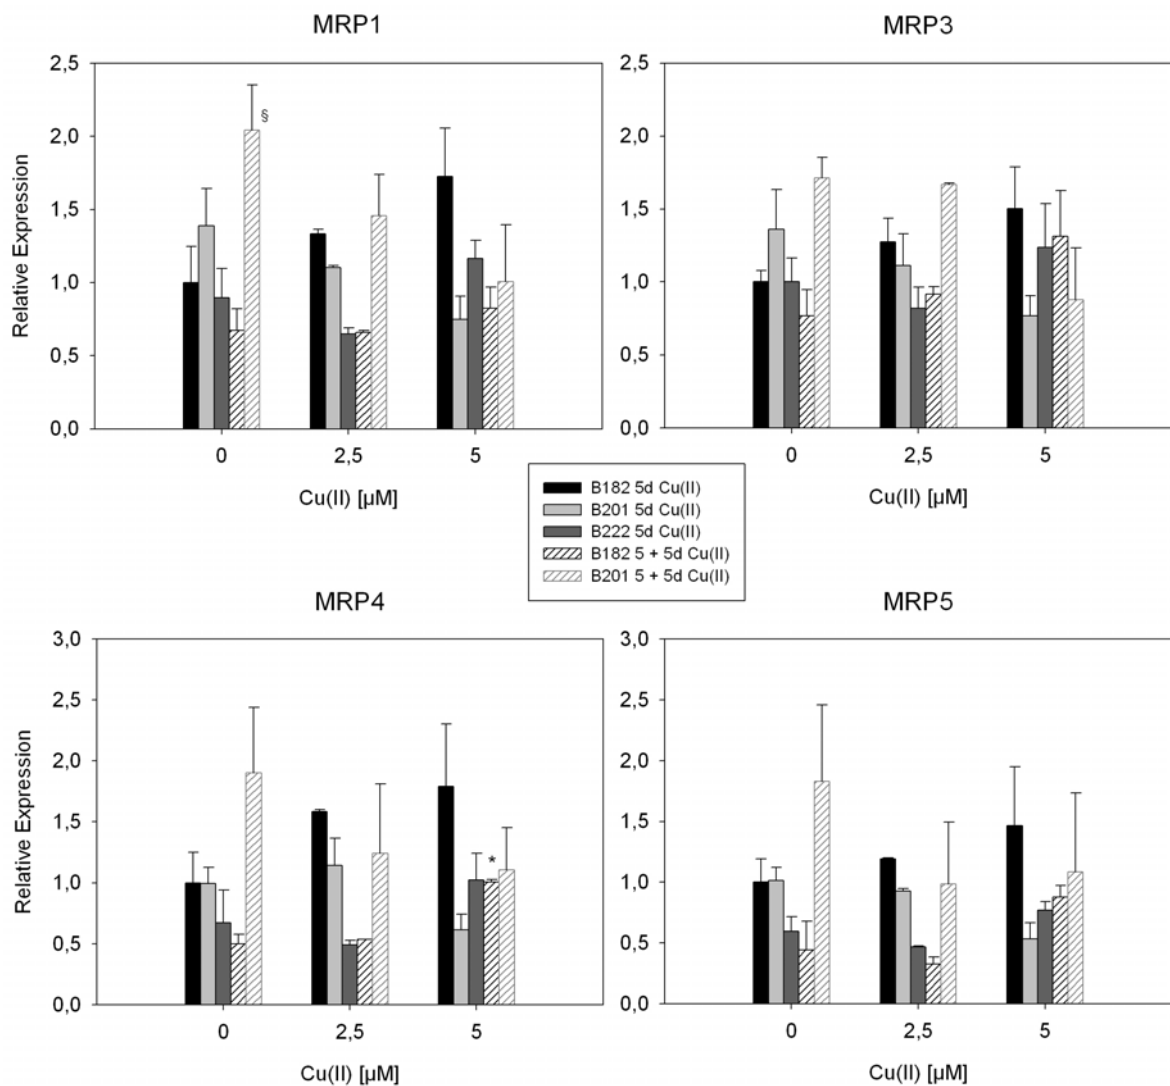 MRP1
MRP3
2,5
2,0
1,5
1,0
0,5
0,0
Relative Expression
§
0
2,5
5
Cu(II) [µM]
2,5
2,0
1,5
1,0
0,5
0,0
0
2,5
5
Cu(II) [µM]
B182 5d Cu(II)
B201 5d Cu(II)
B222 5d Cu(II)
B182 5 + 5d Cu(II)
B201 5 + 5d Cu(II)
MRP4
MRP5
3,0
2,5
2,0
1,5
1,0
0,5
0,0
Relative Expression
*
0
2,5
5
Cu(II) [µM]
3,0
2,5
2,0
1,5
1,0
0,5
0,0
0
2,5
5
Cu(II) [µM]